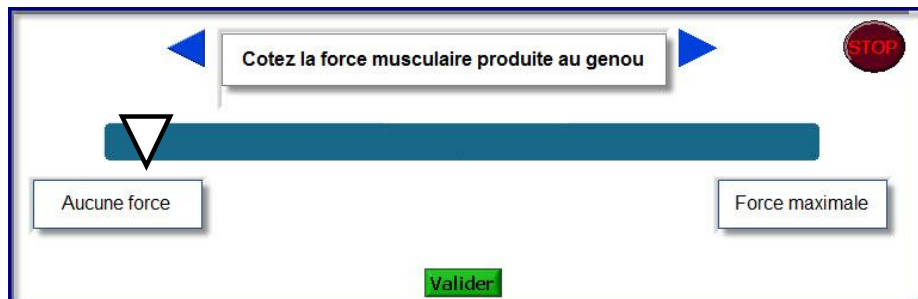 Cotez la force musculaire produite au genou
STOP
Aucune force
Force maximale
Valider